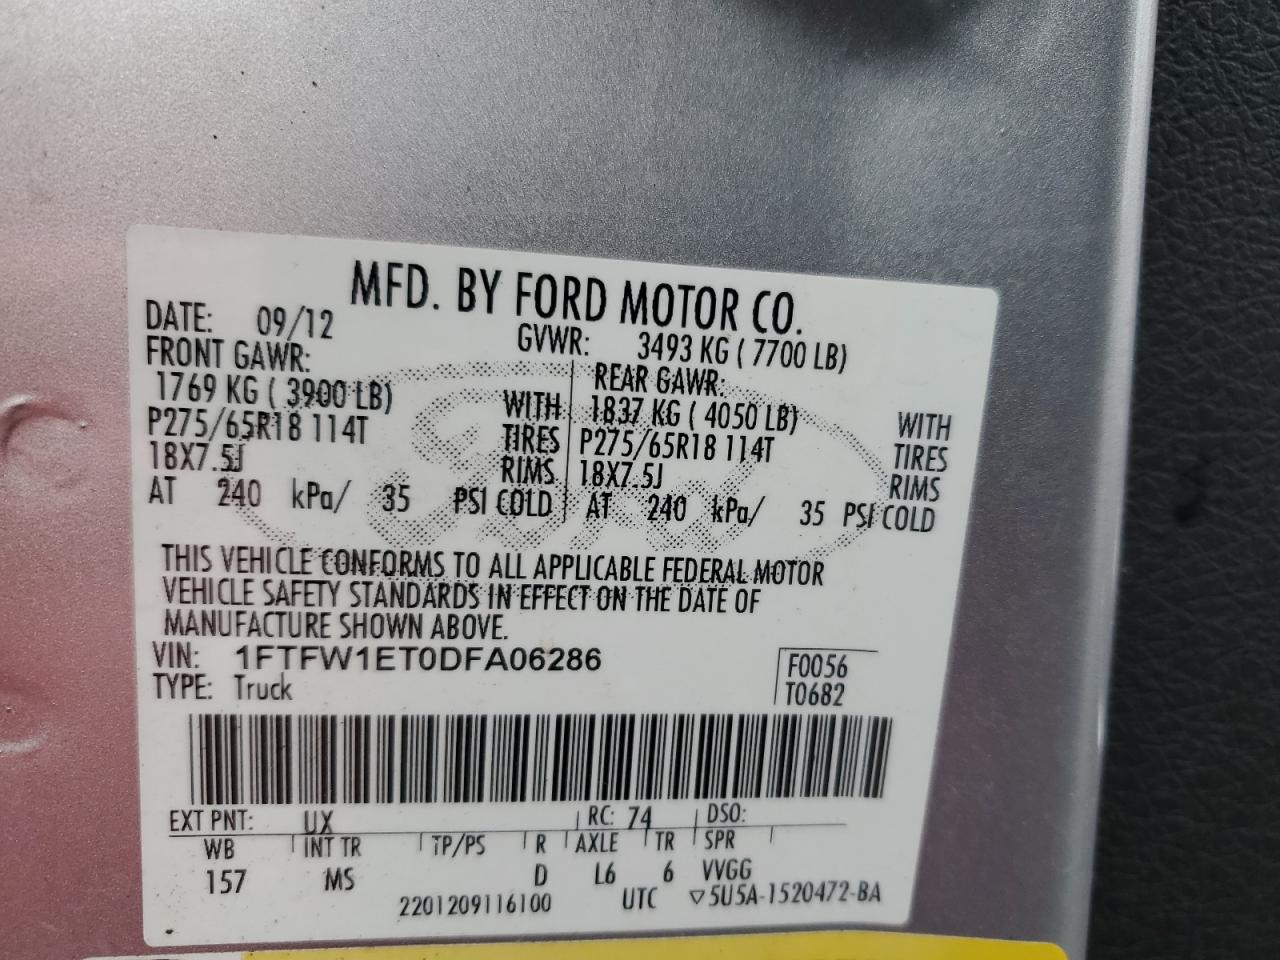 MFD. BY FORD MOTOR CO.
DATE: 09/12 GVWR: 3493 KG ( 7700 LB)
FRONT GAWR: REAR GAWR:
1769 KG ( 3900 LB) WITH 1837 KG ( 4050 LB) WITH
P275/65R18 114T TIRES P275/65R18 114T TIRES
18X7.5J RIMS 18X7.5J RIMS
AT 240 kPa/ 35 PSI COLD AT 240 kPa/ 35 PSI COLD
THIS VEHICLE CONFORMS TO ALL APPLICABLE FEDERAL MOTOR
VEHICLE SAFETY STANDARDS IN EFFECT ON THE DATE OF
MANUFACTURE SHOWN ABOVE.
VIN: 1FTFW1ET0DFA06286 F0056
TYPE: Truck T0682
EXT PNT: UX RC: 74 DSO:
WB INT TR TP/PS R AXLE TR SPR
157 MS D L6 6 VVGG
2201209116100 UTC ▽5U5A-1520472-BA